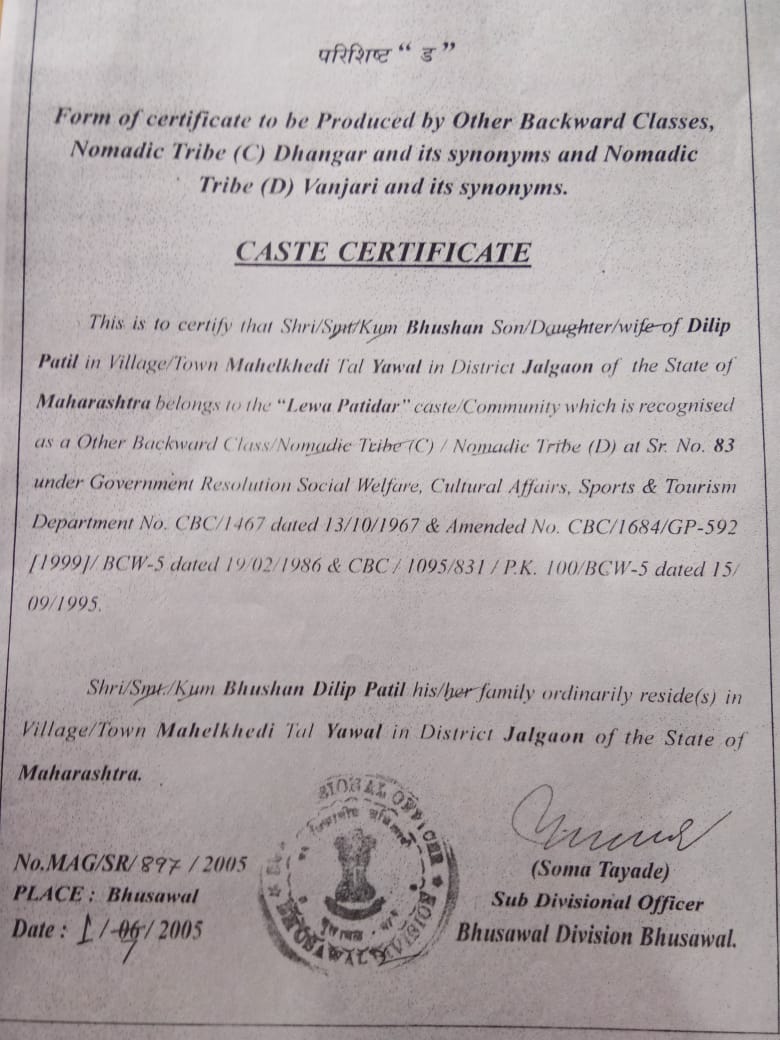 परिशिष्ट “ ड ”
Form of certificate to be Produced by Other Backward Classes,
Nomadic Tribe (C) Dhangar and its synonyms and Nomadic
Tribe (D) Vanjari and its synonyms.
CASTE CERTIFICATE
This is to certify that Shri/Smt/Kum Bhushan Son/Daughter/wife of Dilip
Patil in Village/Town Mahelkhedi Tal Yawal in District Jalgaon of the State of
Maharashtra belongs to the “Lewa Patidar” caste/Community which is recognised
as a Other Backward Class/Nomadic Tribe (C) / Nomadic Tribe (D) at Sr. No. 83
under Government Resolution Social Welfare, Cultural Affairs, Sports & Tourism
Department No. CBC/1467 dated 13/10/1967 & Amended No. CBC/1684/GP-592
[1999]/ BCW-5 dated 19/02/1986 & CBC / 1095/831 / P.K. 100/BCW-5 dated 15/
09/1995.
Shri/Smt./Kum Bhushan Dilip Patil his/her family ordinarily reside(s) in
Village/Town Mahelkhedi Tal Yawal in District Jalgaon of the State of
Maharashtra.
No.MAG/SR/ 897 / 2005
PLACE : Bhusawal
Date : 1 / 06 / 2005
7
SIONAL OFFICER
BHUSAWAL DIVISION
(Soma Tayade)
Sub Divisional Officer
Bhusawal Division Bhusawal.